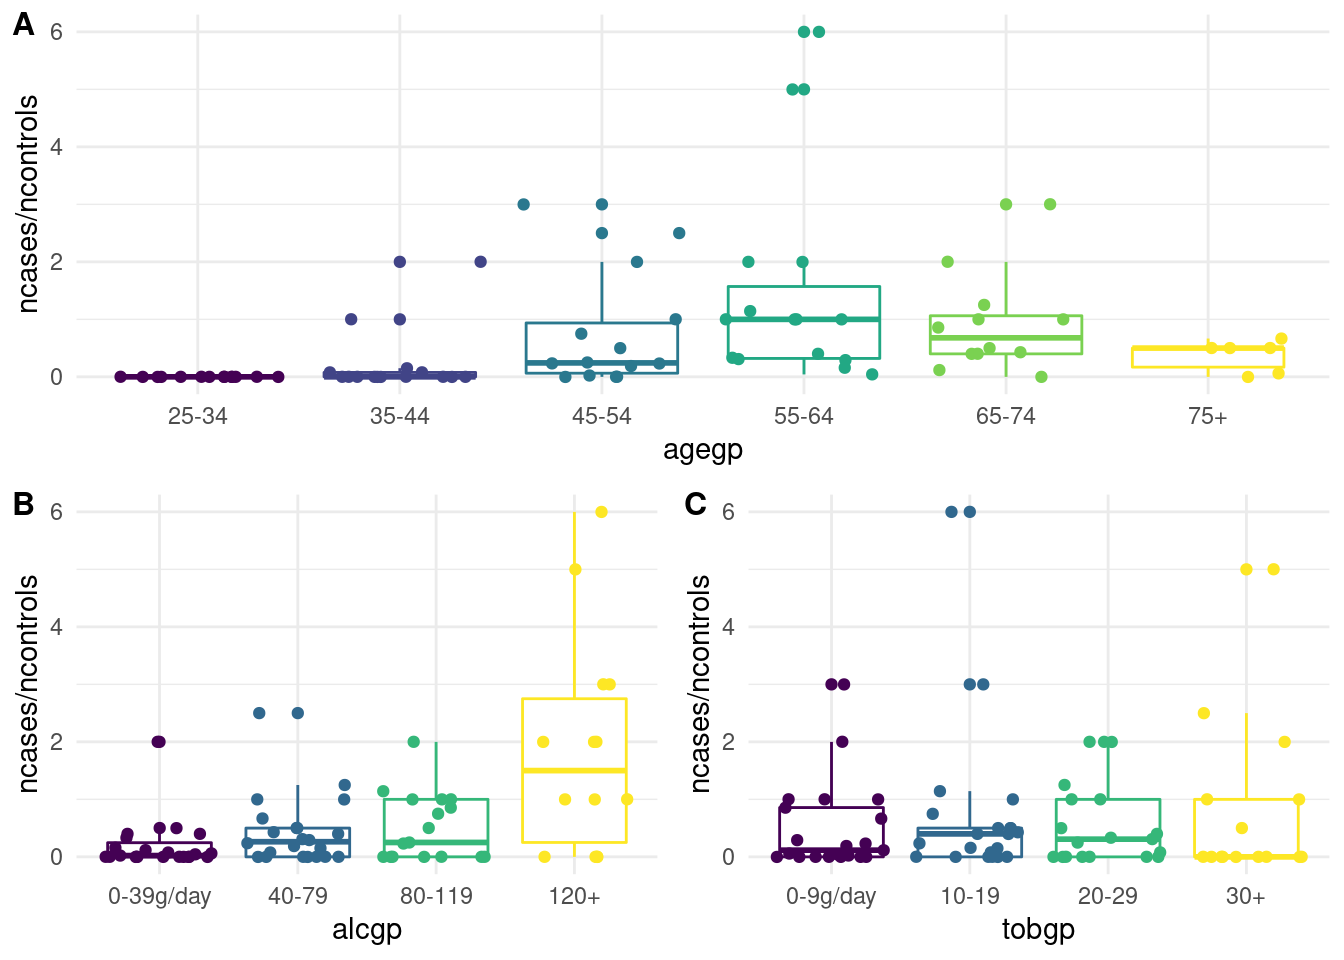 A
ncases/ncontrols
6
4
2
0
25-34 35-44 45-54 55-64 65-74 75+
agegp
B
ncases/ncontrols
6
4
2
0
0-39g/day 40-79 80-119 120+
alcgp
C
ncases/ncontrols
6
4
2
0
0-9g/day 10-19 20-29 30+
tobgp